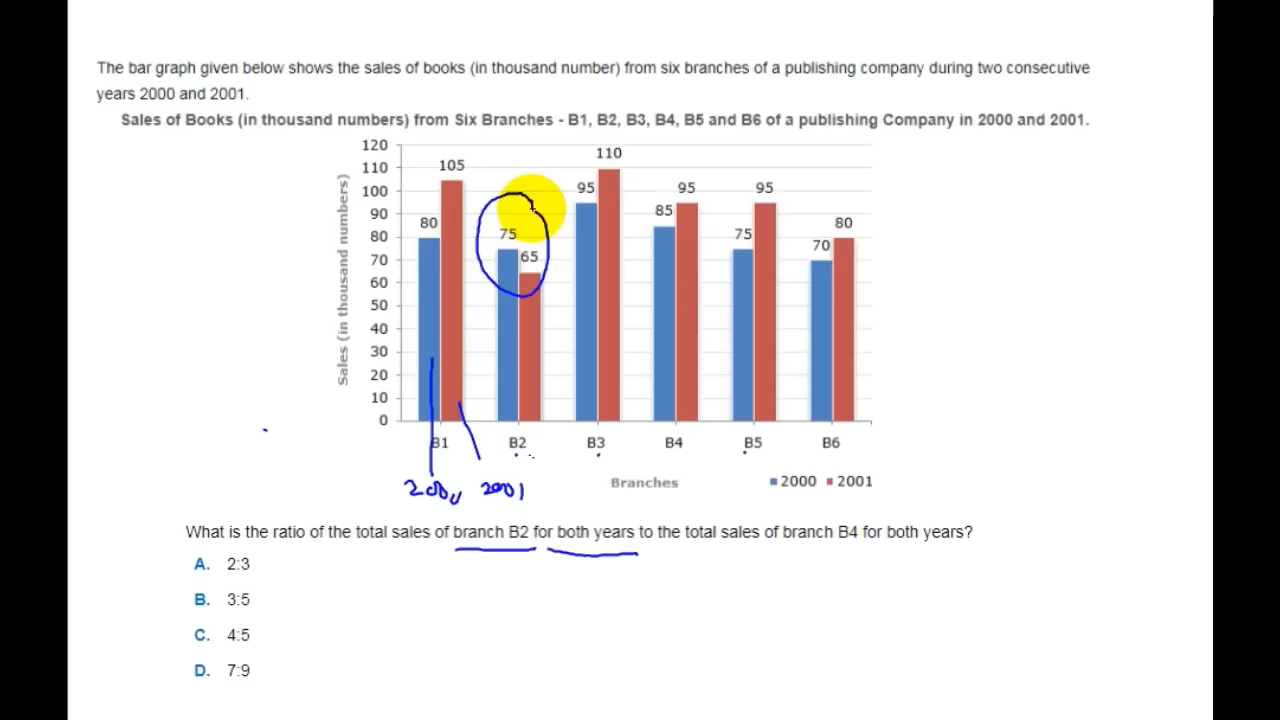 The bar graph given below shows the sales of books (in thousand number) from six branches of a publishing company during two consecutive
years 2000 and 2001.
Sales of Books (in thousand numbers) from Six Branches - B1, B2, B3, B4, B5 and B6 of a publishing Company in 2000 and 2001.
Sales (in thousand numbers)
120
110
100
90
80
70
60
50
40
30
20
10
0
80 105
75 65
95 110
85 95
75 95
70 80
B1 B2 B3 B4 B5 B6
2000 2001
Branches
2000 2001
What is the ratio of the total sales of branch B2 for both years to the total sales of branch B4 for both years?
A. 2:3
B. 3:5
C. 4:5
D. 7:9